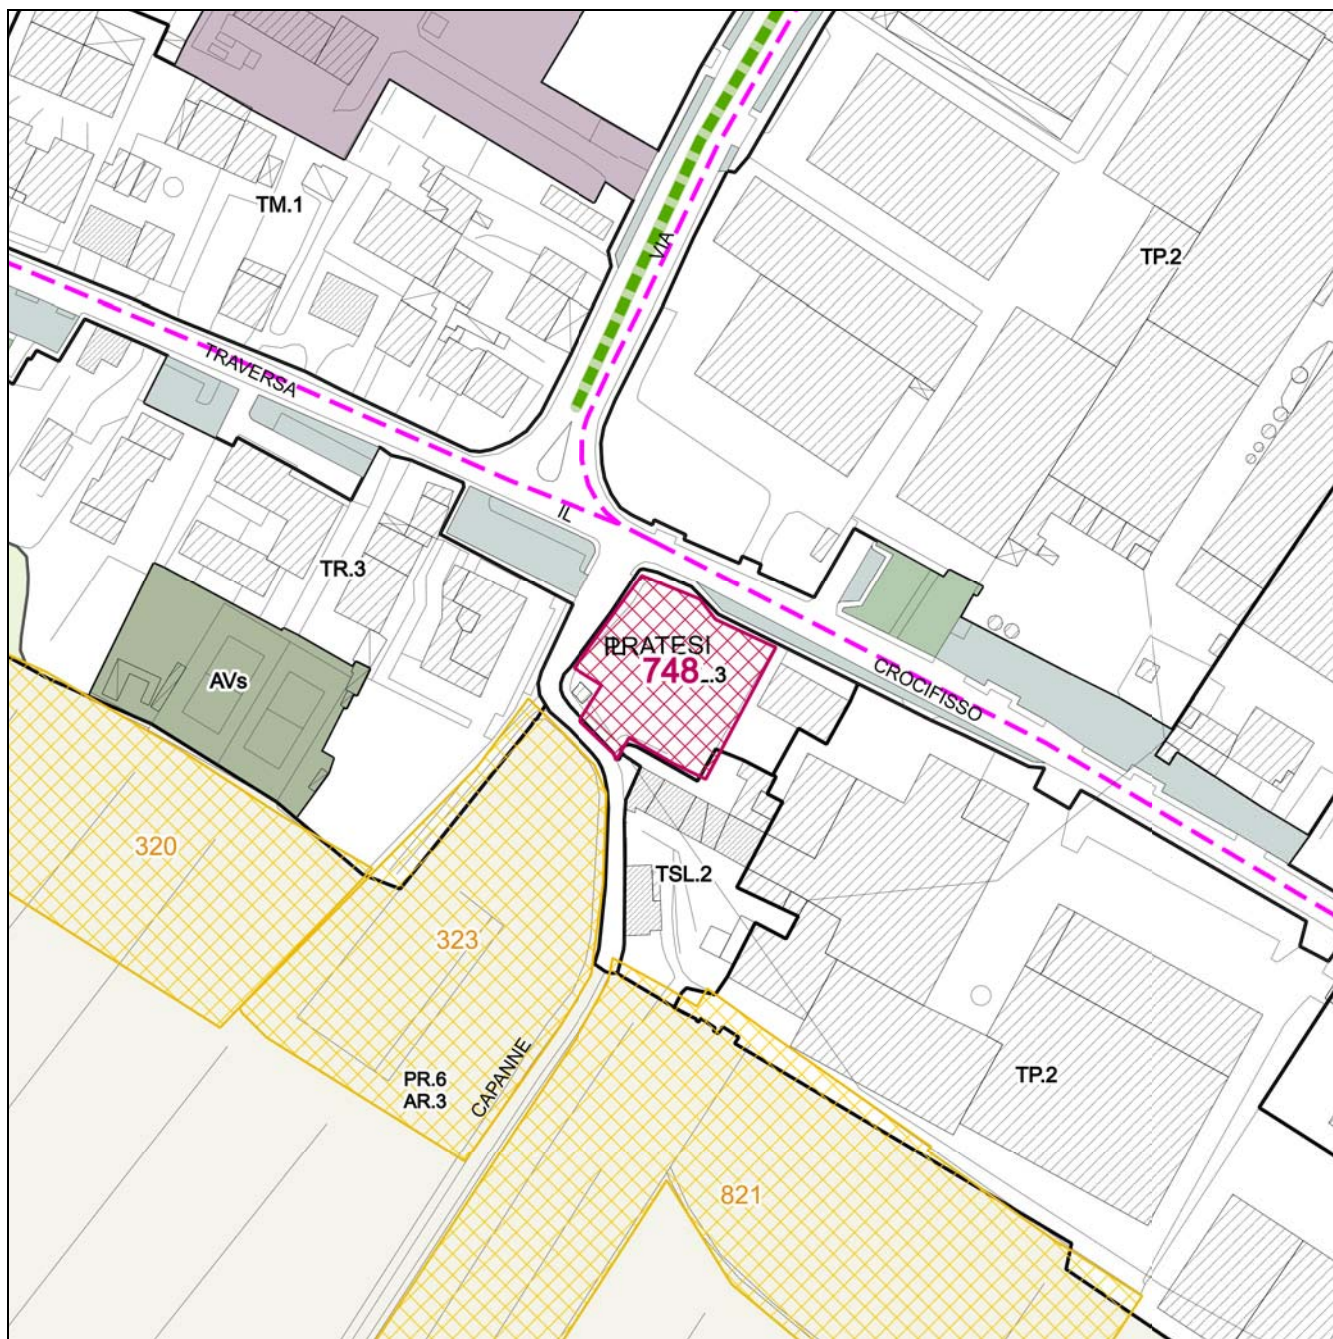 TM.1
VIA
TP.2
TRAVERSA
IL
TR.3
PRATESI
748
.3
CROCIFISSO
AVs
320
TSL.2
323
PR.6
AR.3
CAPANNE
TP.2
821